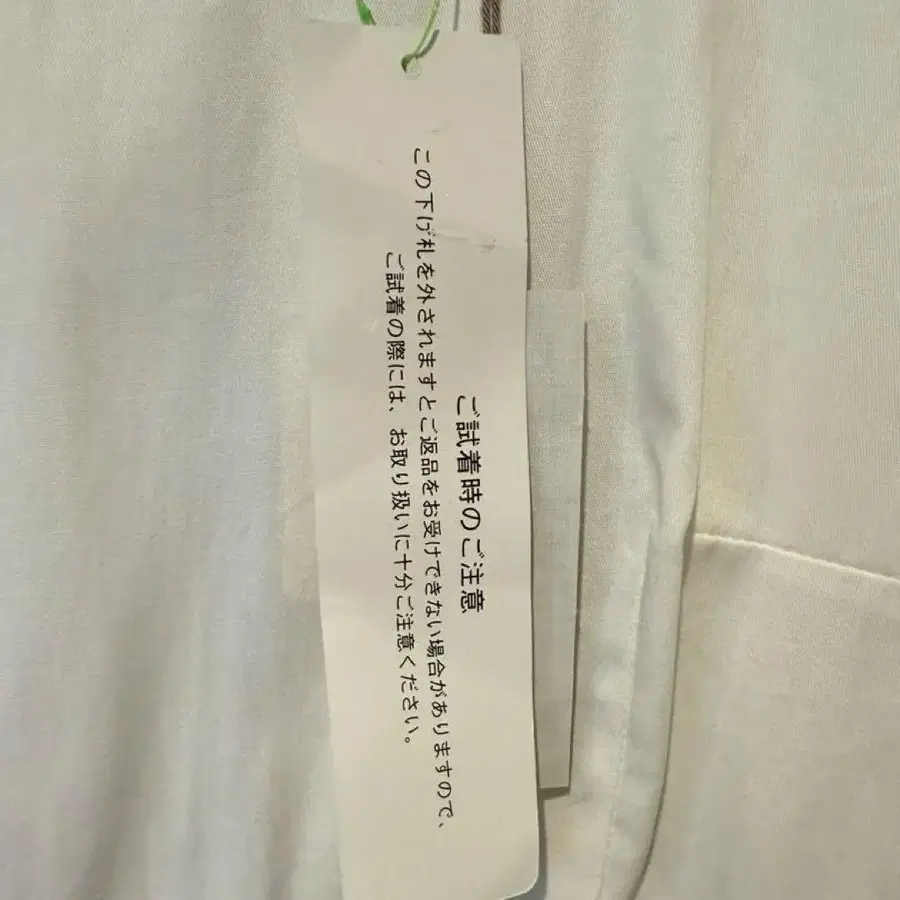 ご試着時のご注意
この下げ札を外されますとご返品をお受けできない場合がありますので、
ご試着の際には、お取り扱いに十分ご注意ください。